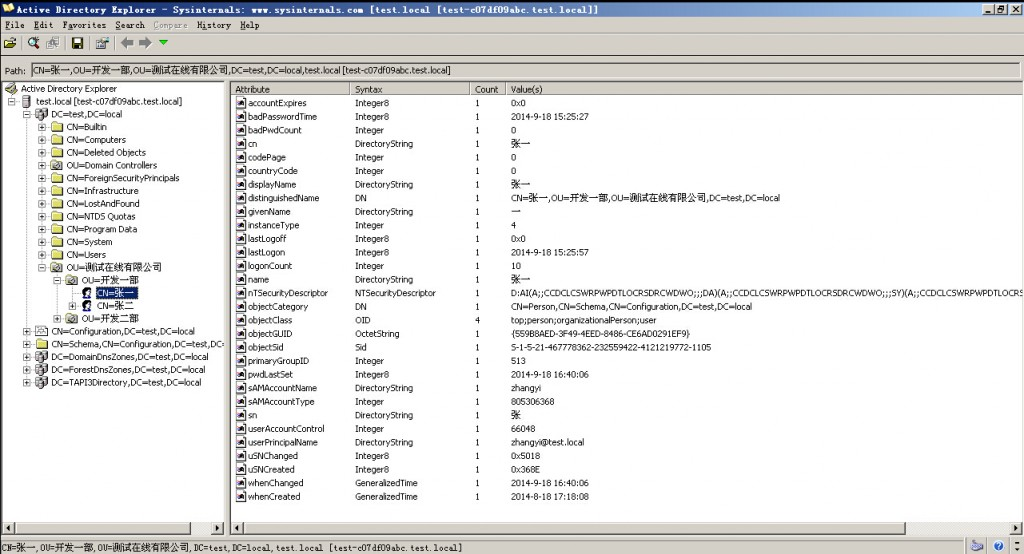 Active Directory Explorer - Sysinternals: www.sysinternals.com [test.local [test-c07df09abc.test.local]]
File Edit Favorites Search Compare History Help
Path: CN=张一,OU=开发一部,OU=测试在线有限公司,DC=test,DC=local,test.local [test-c07df09abc.test.local]
Active Directory Explorer
test.local [test-c07df09abc.test.local]
DC=test,DC=local
CN=Builtin
CN=Computers
CN=Deleted Objects
OU=Domain Controllers
CN=ForeignSecurityPrincipals
CN=Infrastructure
CN=LostAndFound
CN=NTDS Quotas
CN=Program Data
CN=System
CN=Users
OU=测试在线有限公司
OU=开发一部
CN=张一
CN=张二
OU=开发二部
CN=Configuration,DC=test,DC=local
CN=Schema,CN=Configuration,DC=test,DC=
DC=DomainDnsZones,DC=test,DC=local
DC=ForestDnsZones,DC=test,DC=local
DC=TAPI3Directory,DC=test,DC=local
Attribute Syntax Count Value(s)
accountExpires Integer8 1 0x0
badPasswordTime Integer8 1 2014-9-18 15:25:27
badPwdCount Integer 1 0
cn DirectoryString 1 张一
codePage Integer 1 0
countryCode Integer 1 0
displayName DirectoryString 1 张一
distinguishedName DN 1 CN=张一,OU=开发一部,OU=测试在线有限公司,DC=test,DC=local
givenName DirectoryString 1 一
instanceType Integer 1 4
lastLogoff Integer8 1 0x0
lastLogon Integer8 1 2014-9-18 15:25:57
logonCount Integer 1 10
name DirectoryString 1 张一
nTSecurityDescriptor NTSecurityDescriptor 1 D:AI(A;;CCDCLCSWRPWPDTLOCRSDRCWDWO;;;DA)(A;;CCDCLCSWRPWPDTLOCRSDRCWDWO;;;SY)(A;;CCDCLCSWRPWPDTLOCRS
objectCategory DN 1 CN=Person,CN=Schema,CN=Configuration,DC=test,DC=local
objectClass OID 4 top;person;organizationalPerson;user
objectGUID OctetString 1 {559B8AED-3F49-4EED-8486-CE6AD0291EF9}
objectSid Sid 1 S-1-5-21-467778362-232559422-4121219772-1105
primaryGroupID Integer 1 513
pwdLastSet Integer8 1 2014-9-18 16:40:06
sAMAccountName DirectoryString 1 zhangyi
sAMAccountType Integer 1 805306368
sn DirectoryString 1 张
userAccountControl Integer 1 66048
userPrincipalName DirectoryString 1 zhangyi@test.local
uSNChanged Integer8 1 0x5018
uSNCreated Integer8 1 0x368E
whenChanged GeneralizedTime 1 2014-9-18 16:40:06
whenCreated GeneralizedTime 1 2014-8-18 17:18:08
CN=张一,OU=开发一部,OU=测试在线有限公司,DC=test,DC=local,test.local [test-c07df09abc.test.local]